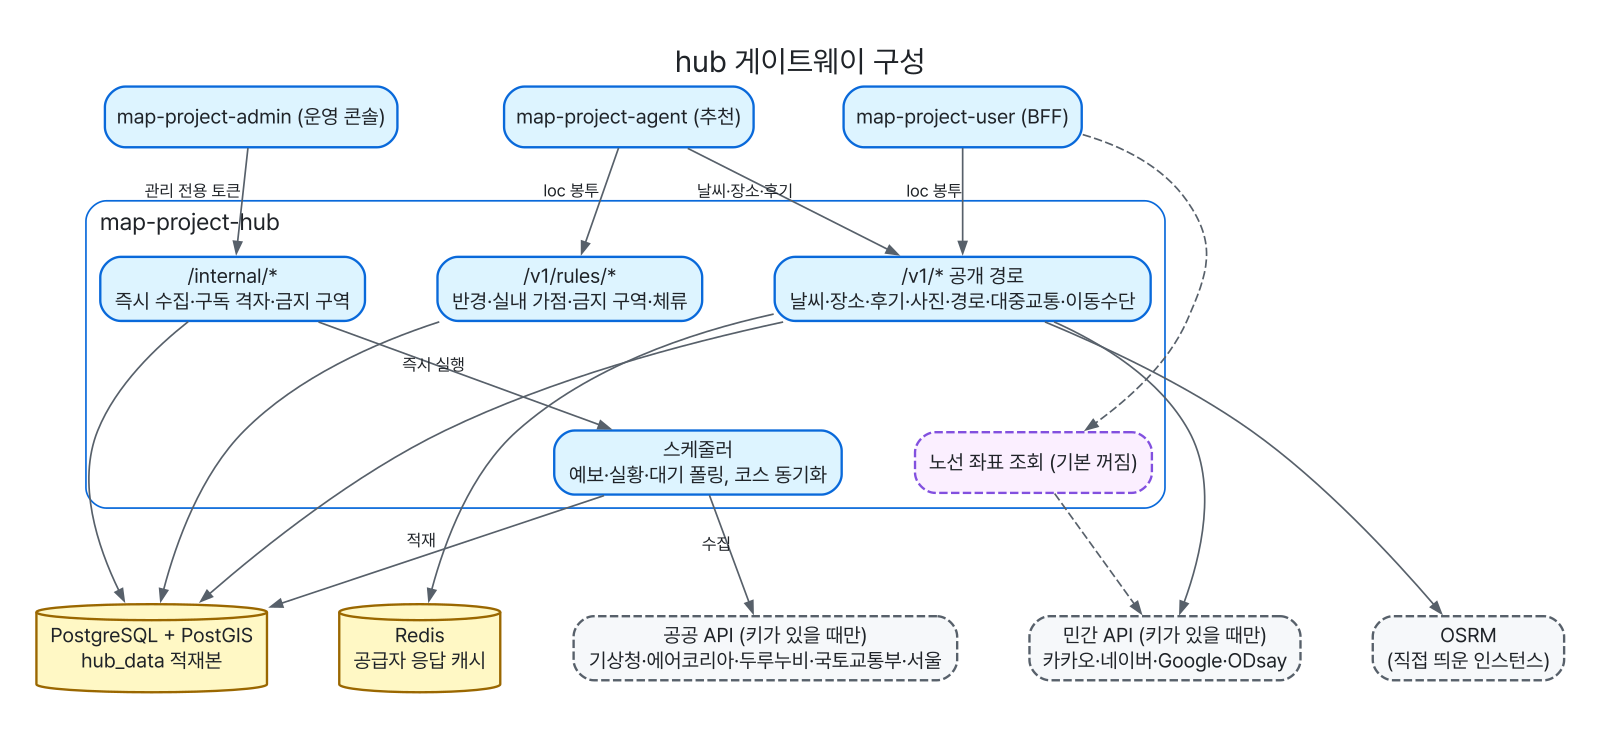 hub 게이트웨이 구성
map-project-admin (운영 콘솔)
map-project-agent (추천)
map-project-user (BFF)
관리 전용 토큰
loc 봉투
날씨·장소·후기
loc 봉투
map-project-hub
/internal/*
즉시 수집·구독 격자·금지 구역
/v1/rules/*
반경·실내 가점·금지 구역·체류
/v1/* 공개 경로
날씨·장소·후기·사진·경로·대중교통·이동수단
즉시 실행
스케줄러
예보·실황·대기 폴링, 코스 동기화
노선 좌표 조회 (기본 꺼짐)
적재
수집
PostgreSQL + PostGIS
hub_data 적재본
Redis
공급자 응답 캐시
공공 API (키가 있을 때만)
기상청·에어코리아·두루누비·국토교통부·서울
민간 API (키가 있을 때만)
카카오·네이버·Google·ODsay
OSRM
(직접 띄운 인스턴스)